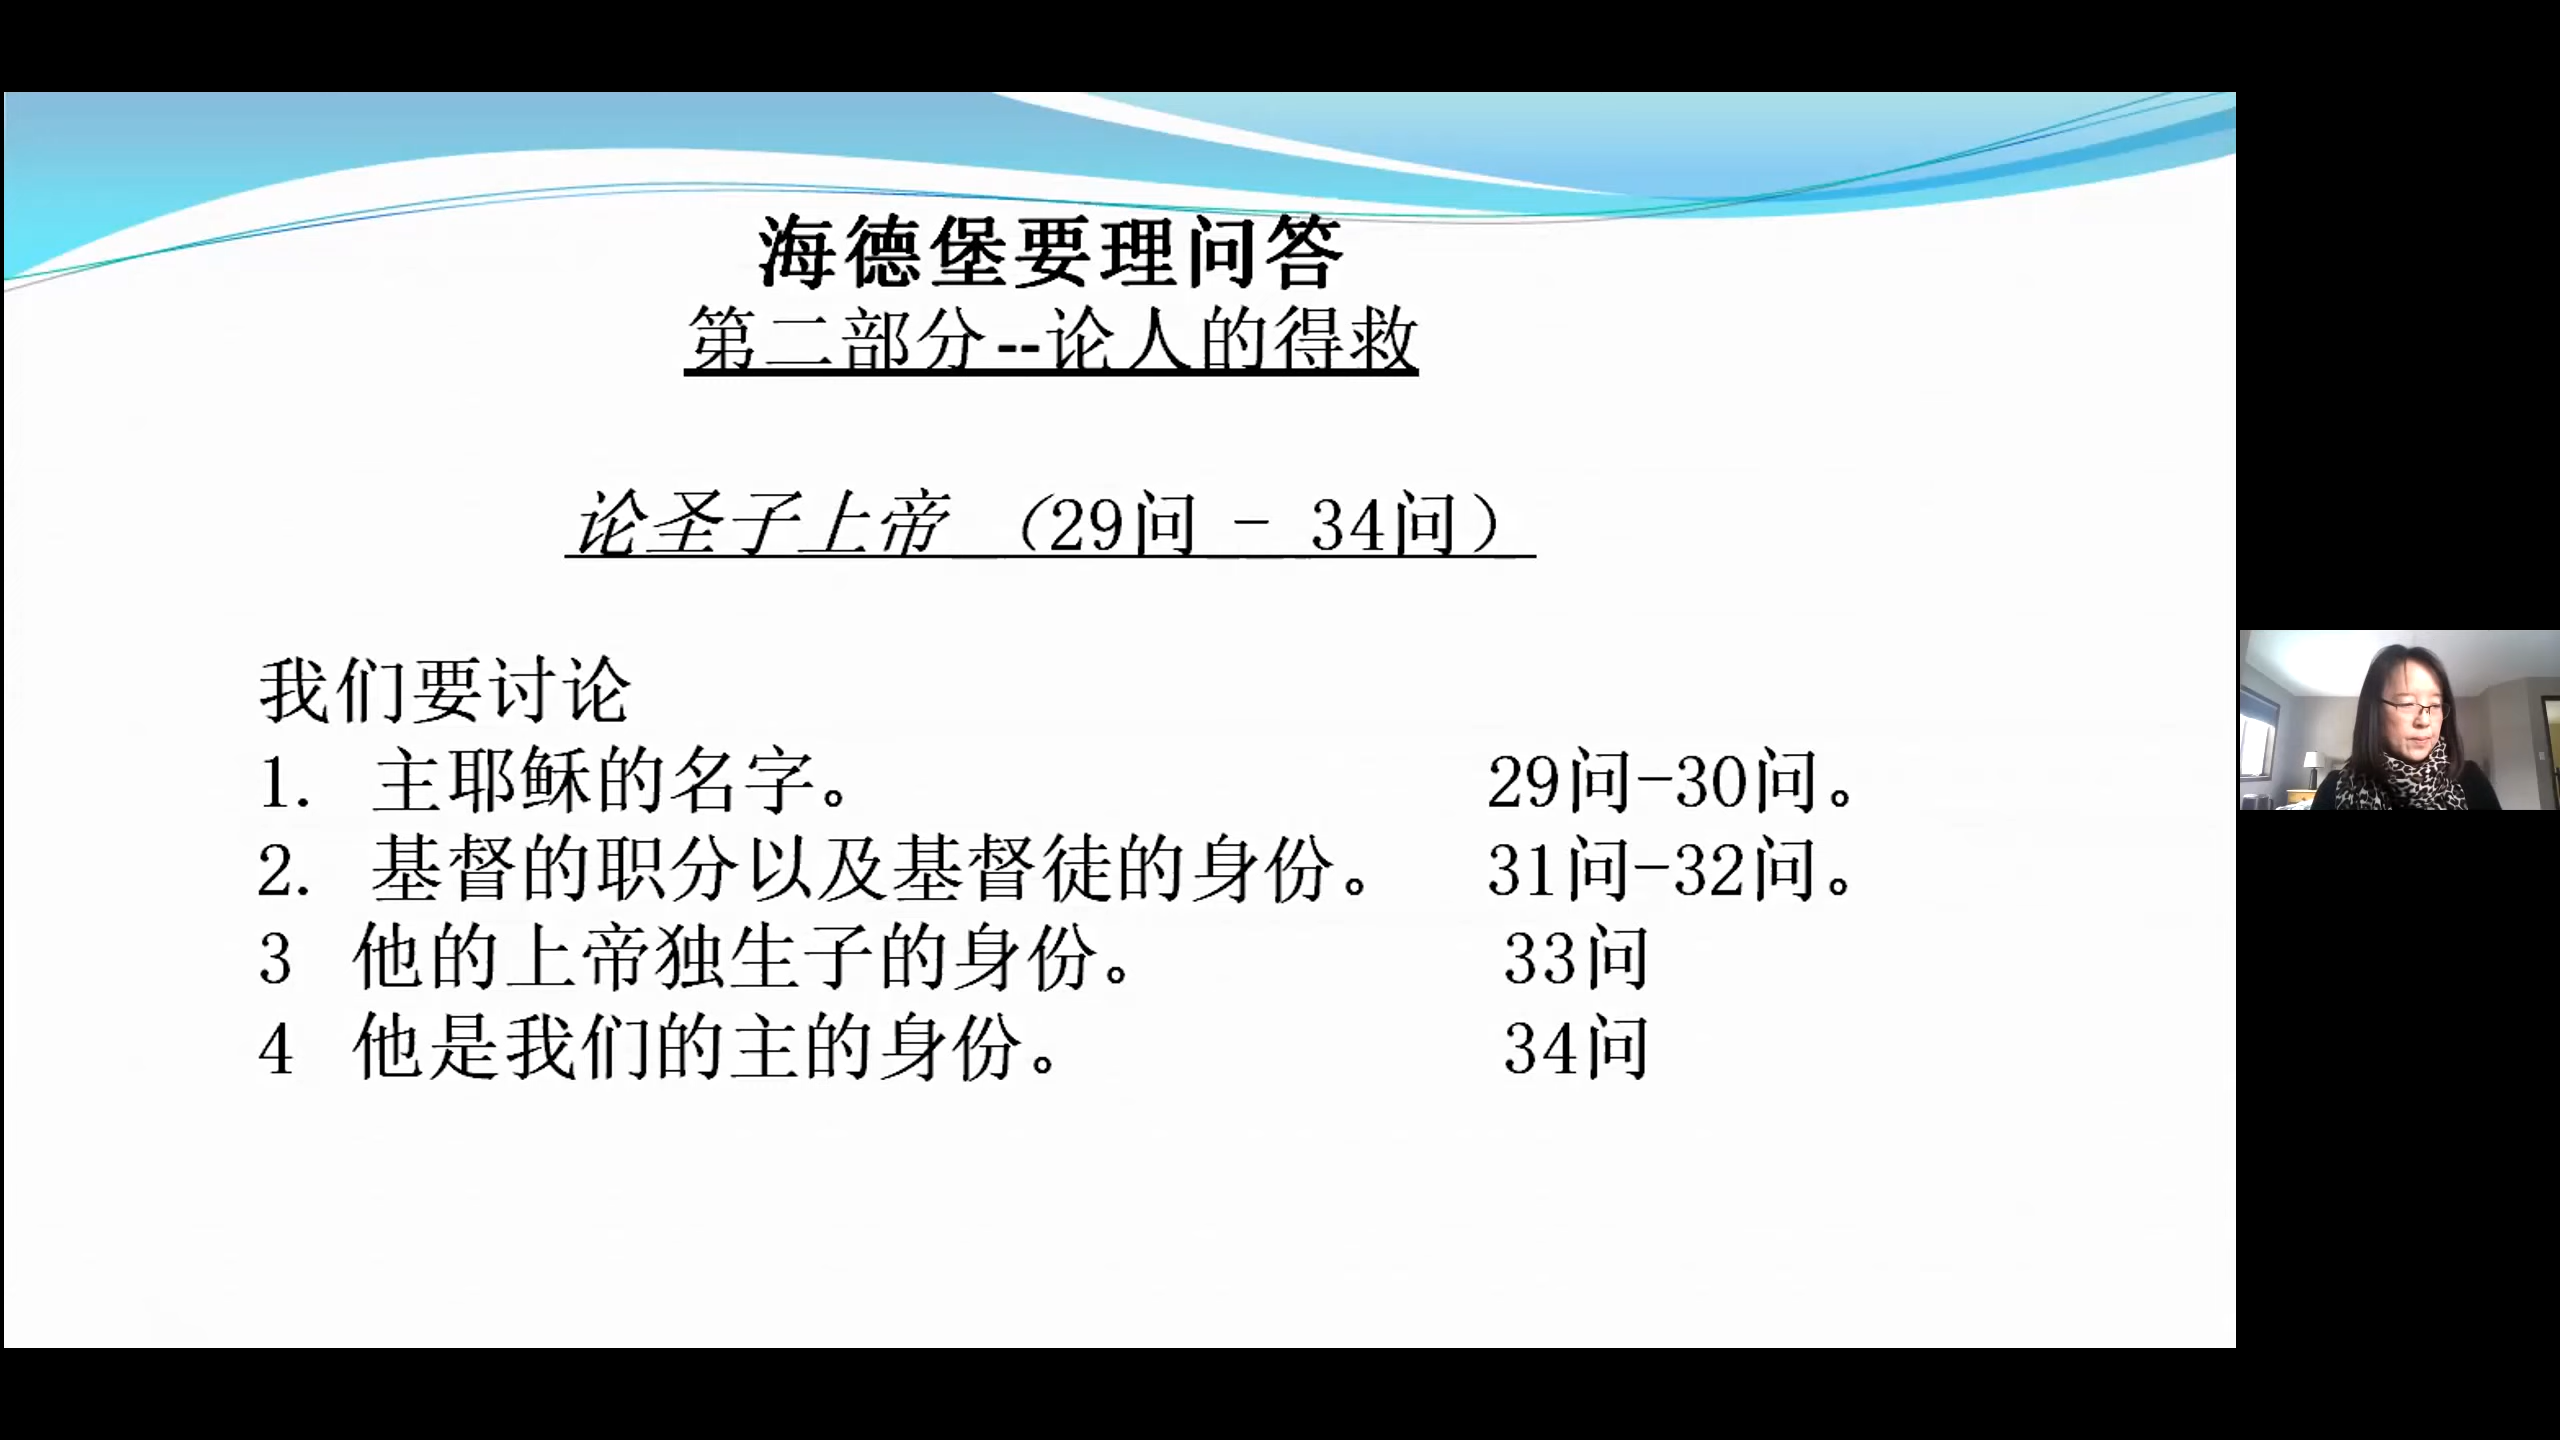 海德堡要理问答
第二部分--论人的得救
论圣子上帝 （29问 - 34问）
我们要讨论
1. 主耶稣的名字。 29问-30问。
2. 基督的职分以及基督徒的身份。 31问-32问。
3 他的上帝独生子的身份。 33问
4 他是我们的主的身份。 34问